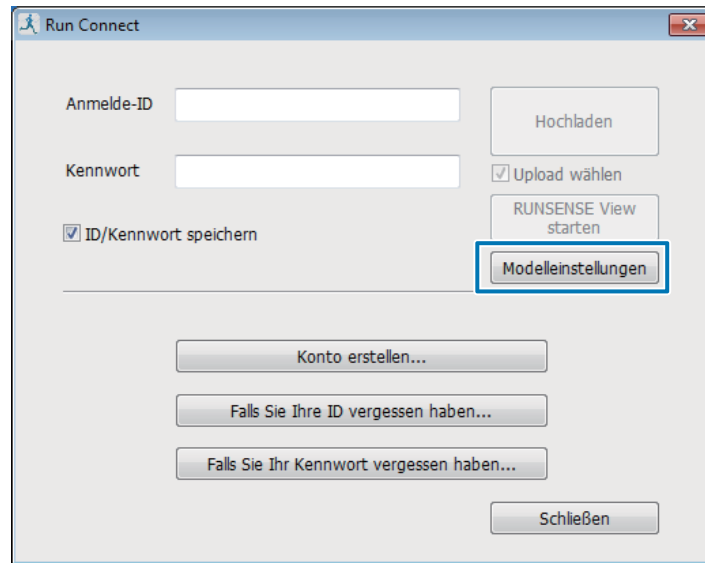 Run Connect
Anmelde-ID
Hochladen
Kennwort
Upload wählen
ID/Kennwort speichern
RUNSENSE View
starten
Modelleinstellungen
Konto erstellen...
Falls Sie Ihre ID vergessen haben...
Falls Sie Ihr Kennwort vergessen haben...
Schließen